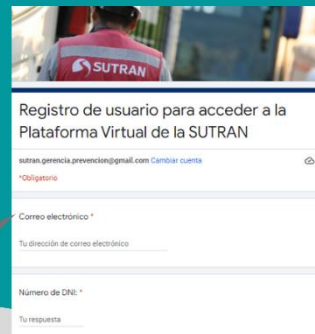 SUTRAN
Registro de usuario para acceder a la
Plataforma Virtual de la SUTRAN
sutran.gerencia.prevencion@gmail.com Cambiar cuenta
*Obligatorio
Correo electrónico *
Tu dirección de correo electrónico
Número de DNI: *
Tu respuesta